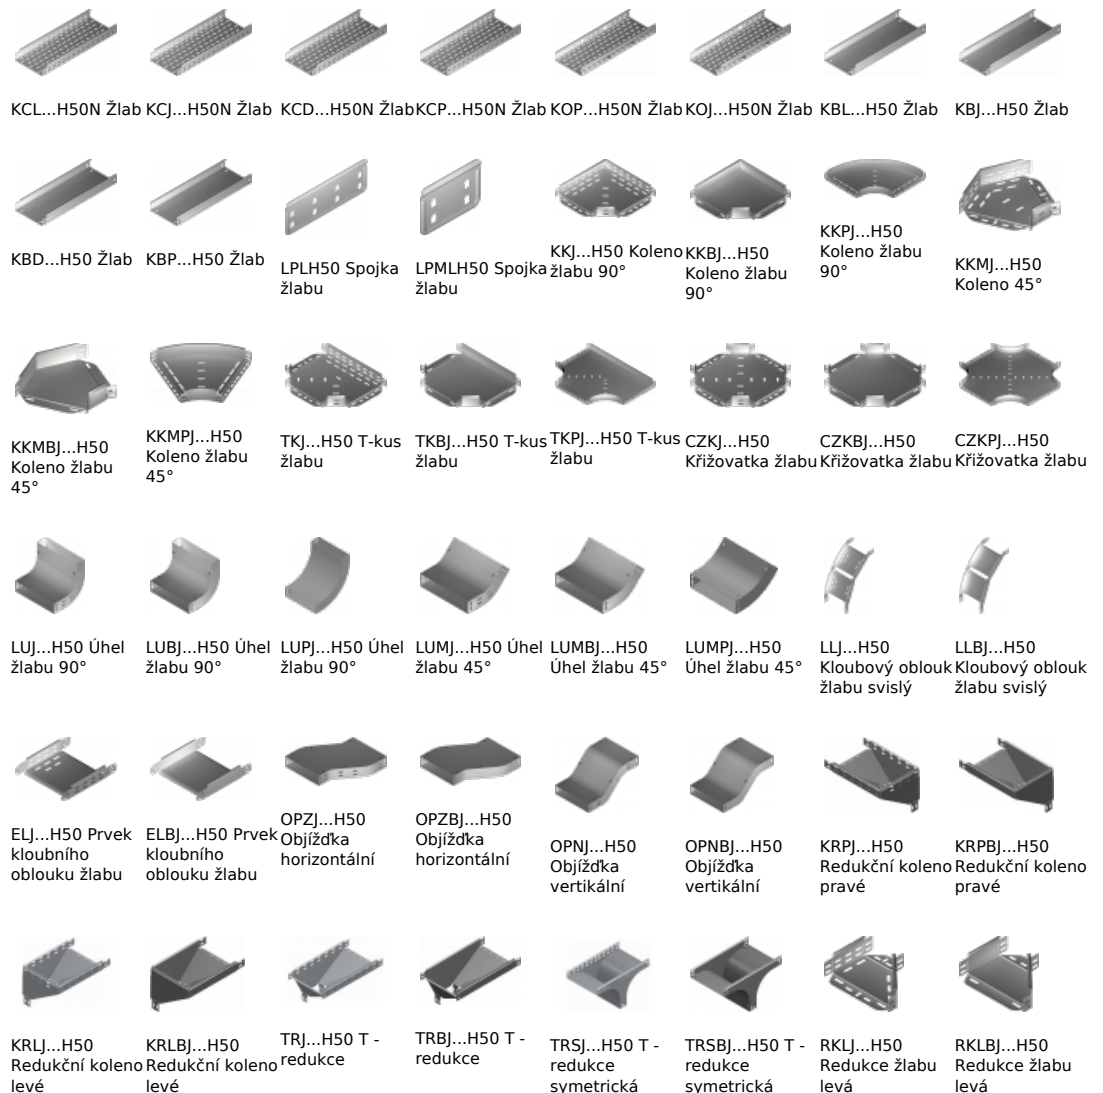 KCL...H50N Žlab
KCJ...H50N Žlab
KCD...H50N Žlab
KCP...H50N Žlab
KOP...H50N Žlab
KOJ...H50N Žlab
KBL...H50 Žlab
KBJ...H50 Žlab
KBD...H50 Žlab
KBP...H50 Žlab
LPLH50 Spojka
žlabu
LPMLH50 Spojka
žlabu
KKJ...H50 Koleno
žlabu 90°
KKBJ...H50
Koleno žlabu
90°
KKPJ...H50
Koleno žlabu
90°
KKMJ...H50
Koleno 45°
KKMBJ...H50
Koleno žlabu
45°
KKMPJ...H50
Koleno žlabu
45°
TKJ...H50 T-kus
žlabu
TKBJ...H50 T-kus
žlabu
TKPJ...H50 T-kus
žlabu
CZKJ...H50
Křižovatka žlabu
CZKBJ...H50
Křižovatka žlabu
CZKPJ...H50
Křižovatka žlabu
LUJ...H50 Úhel
žlabu 90°
LUBJ...H50 Úhel
žlabu 90°
LUPJ...H50 Úhel
žlabu 90°
LUMJ...H50 Úhel
žlabu 45°
LUMBJ...H50
Úhel žlabu 45°
LUMPJ...H50
Úhel žlabu 45°
LLJ...H50
Kloubový oblouk
žlabu svislý
LLBJ...H50
Kloubový oblouk
žlabu svislý
ELJ...H50 Prvek
kloubního
oblouku žlabu
ELBJ...H50 Prvek
kloubního
oblouku žlabu
OPZJ...H50
Objížďka
horizontální
OPZBJ...H50
Objížďka
horizontální
OPNJ...H50
Objížďka
vertikální
OPNBJ...H50
Objížďka
vertikální
KRPJ...H50
Redukční koleno
pravé
KRPBJ...H50
Redukční koleno
pravé
KRLJ...H50
Redukční koleno
levé
KRLBJ...H50
Redukční koleno
levé
TRJ...H50 T -
redukce
TRBJ...H50 T -
redukce
TRSJ...H50 T -
redukce
symetrická
TRSBJ...H50 T -
redukce
symetrická
RKLJ...H50
Redukce žlabu
levá
RKLBJ...H50
Redukce žlabu
levá